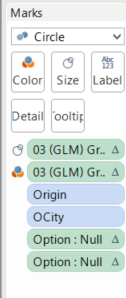 Marks
Circle
Color Size Abc 123 Label
Detail Tooltip
03 (GLM) Gr.. Δ
03 (GLM) Gr.. Δ
Origin
OCity
Option : Null Δ
Option : Null Δ